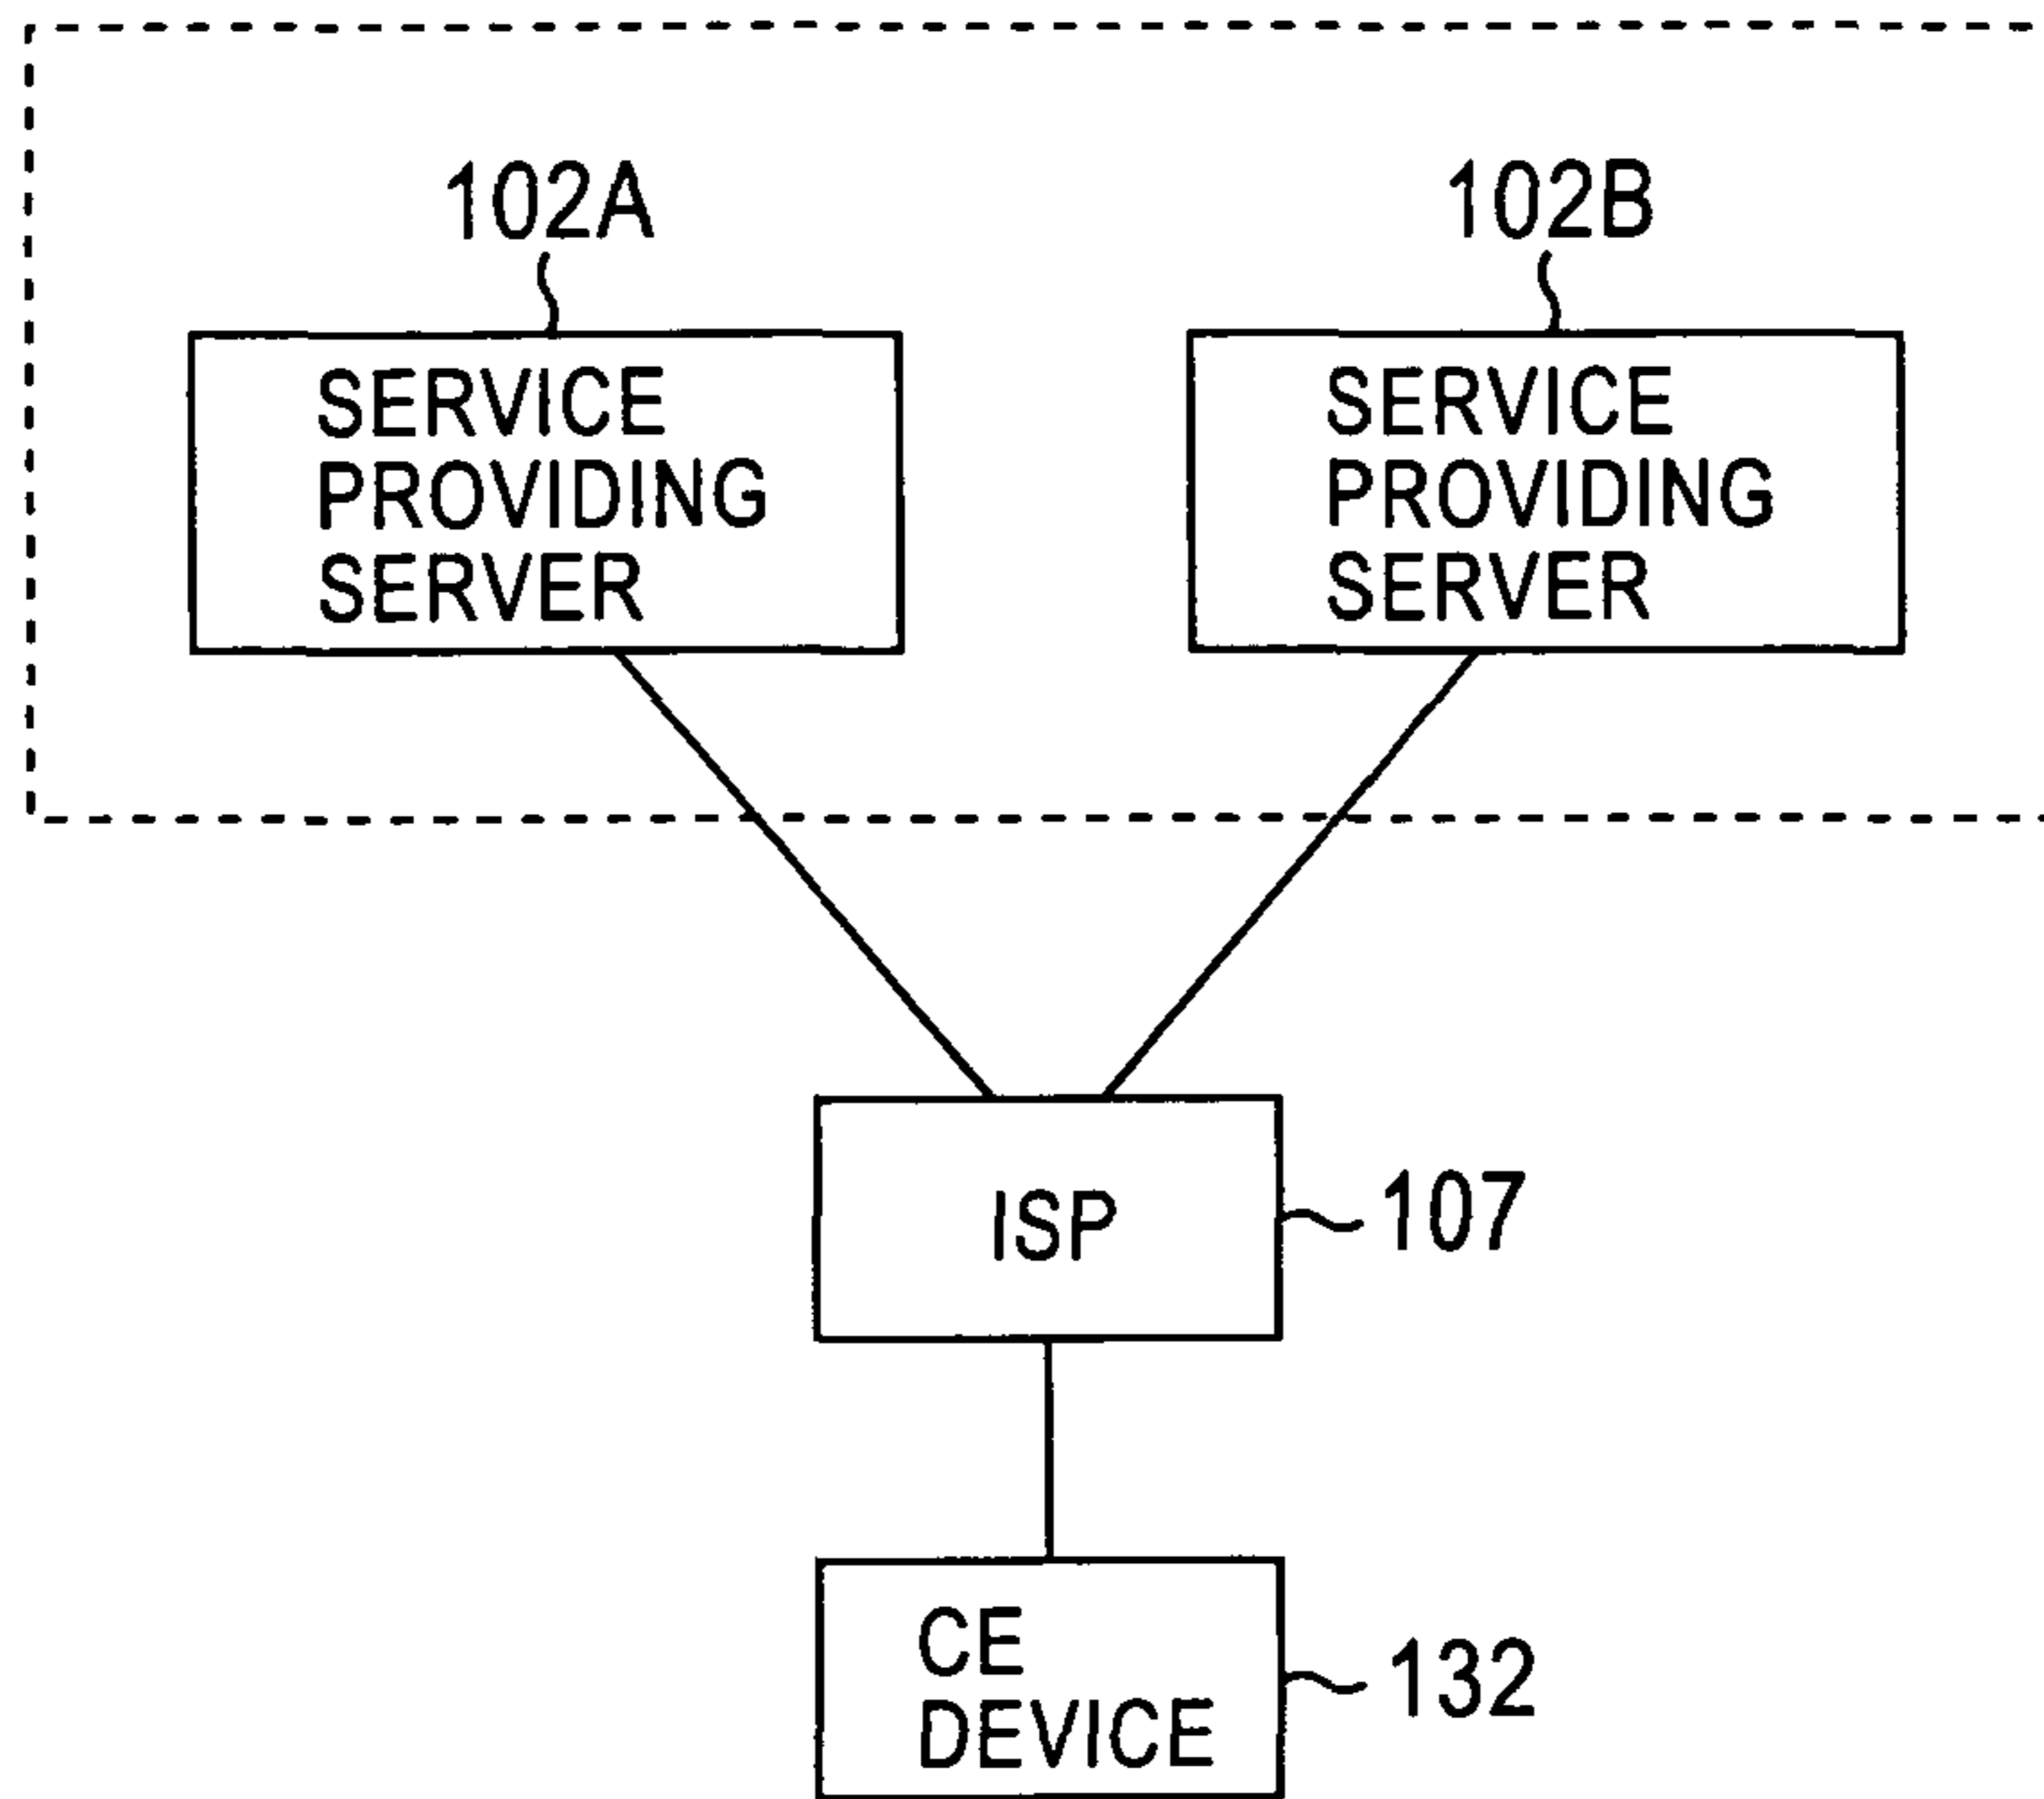 102A
102B
SERVICE
PROVIDING
SERVER
SERVICE
PROVIDING
SERVER
ISP
107
CE
DEVICE
132